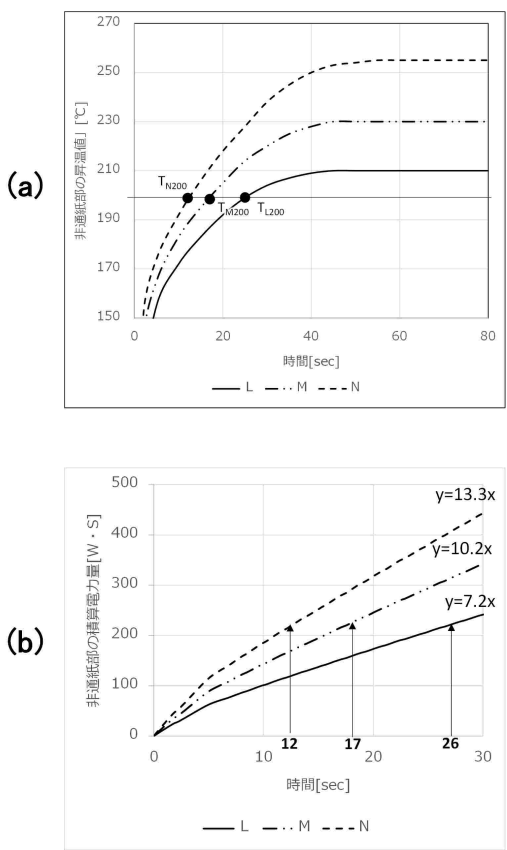 (a)
270
250
230
210
190
170
150
非通紙部の昇温値」[℃]
TN200
TM200
TL200
0 20 40 60 80
時間[sec]
L M N
(b)
500
400
300
200
100
0
非通紙部の積算電力量[W・S]
y=13.3x
y=10.2x
y=7.2x
12 17 26
0 10 20 30
時間[sec]
L M N